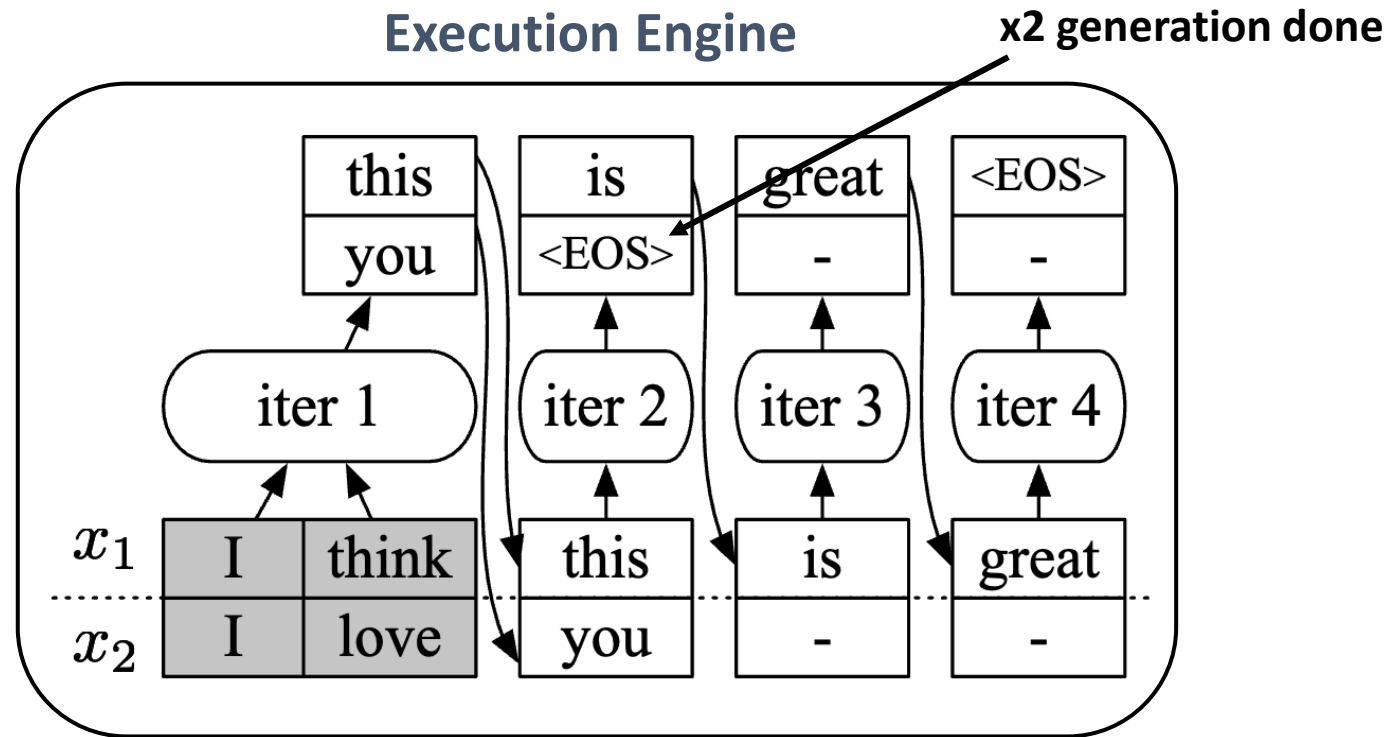 Execution Engine
x2 generation done
this is great <EOS>
you <EOS> - -
iter 1 iter 2 iter 3 iter 4
x1 I think this is great
x2 I love you - -